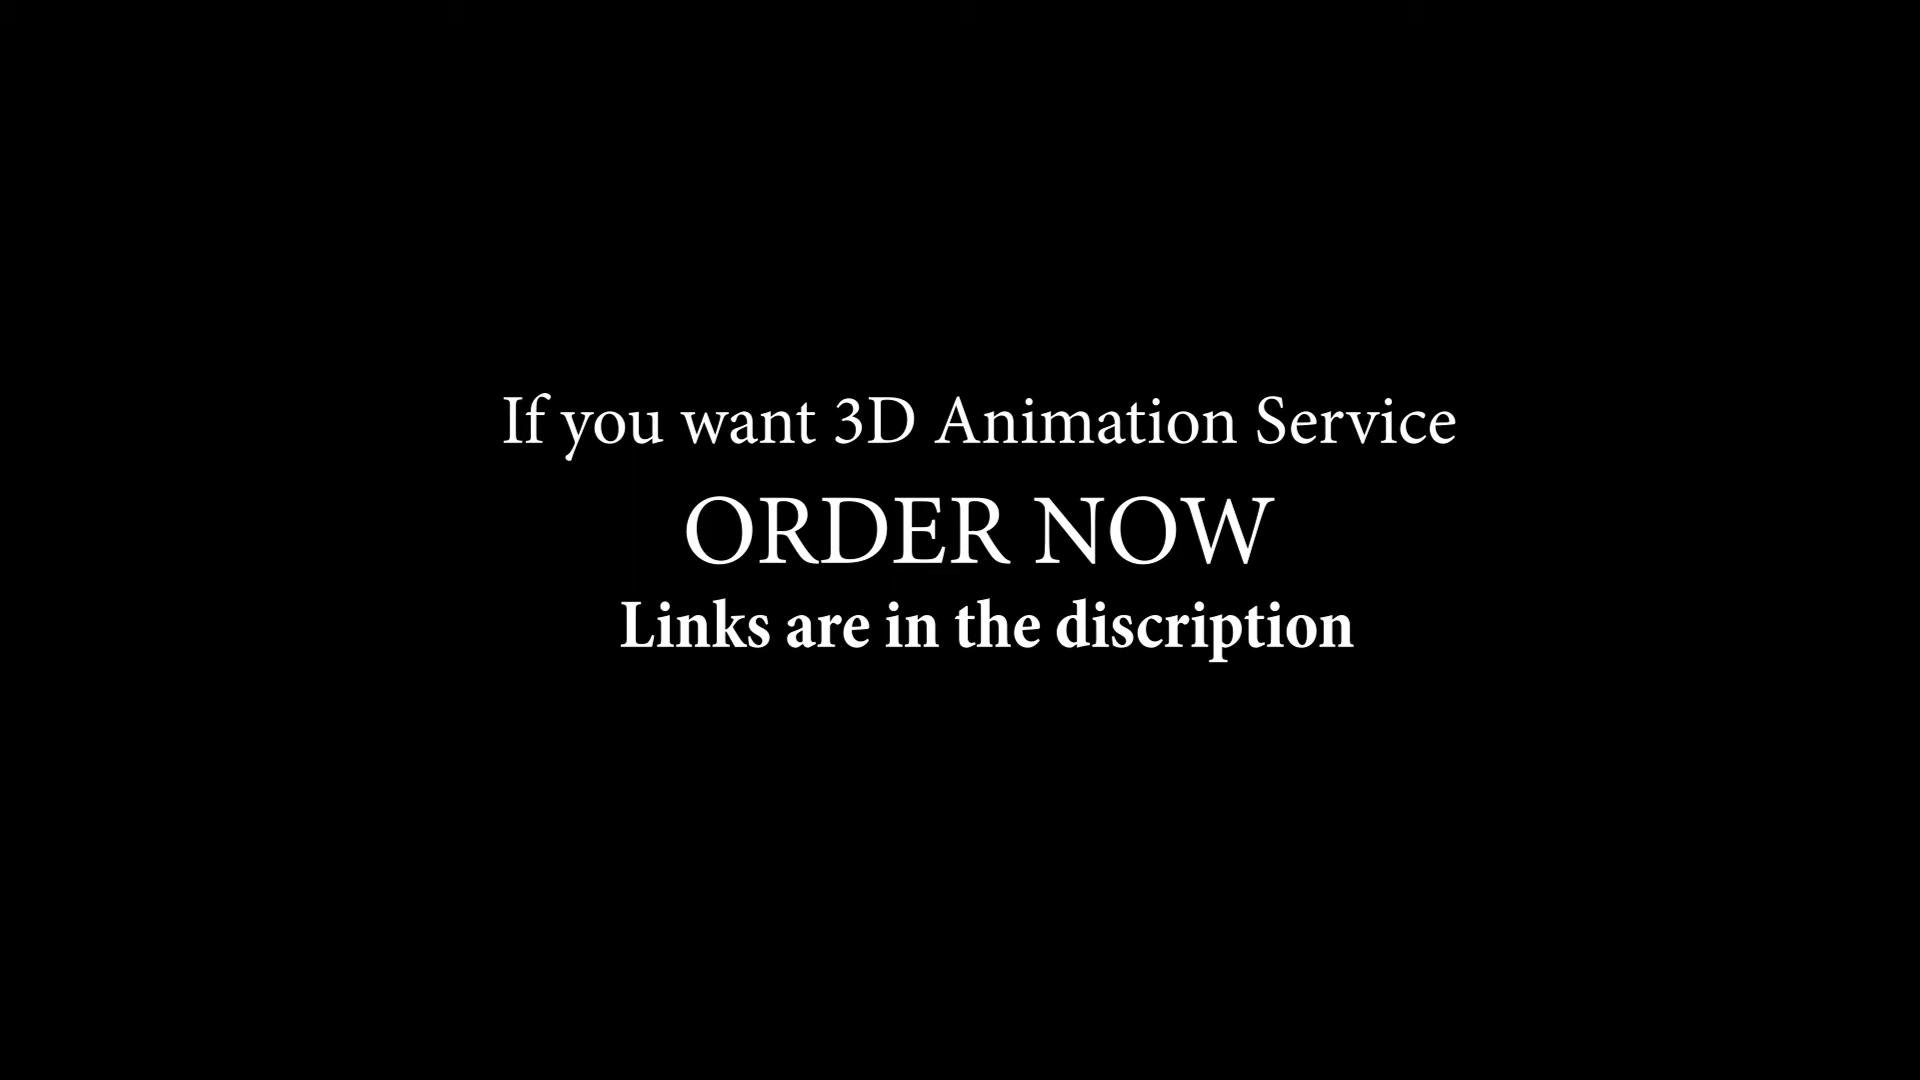 If you want 3D Animation Service
ORDER NOW
Links are in the discription